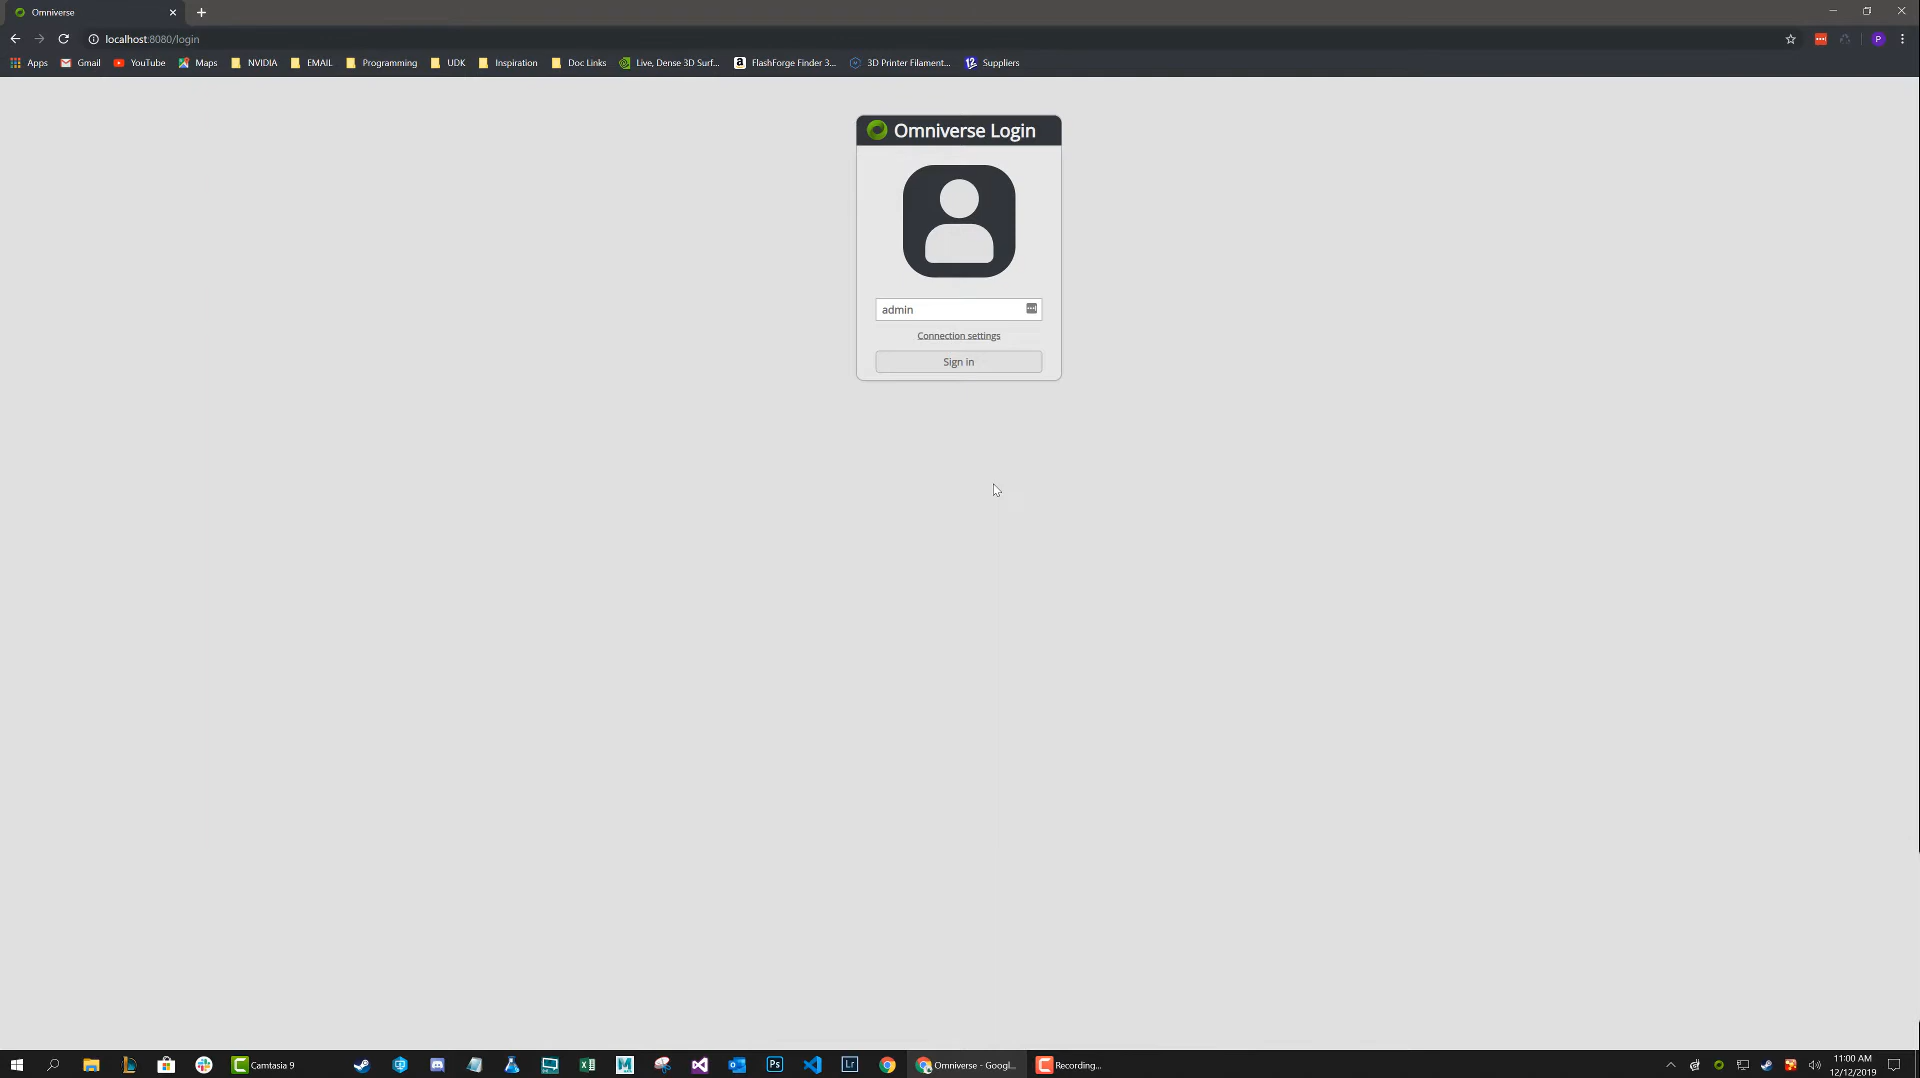 Omniverse
localhost:8080/login
Apps Gmail YouTube Maps NVIDIA EMAIL Programming UDK Inspiration Doc Links Live, Dense 3D Surf... FlashForge Finder 3... 3D Printer Filament... Suppliers
Omniverse Login
admin
Connection settings
Sign in
Camtasia 9
Omniverse - Googl...
Recording...
11:00 AM
12/12/2019